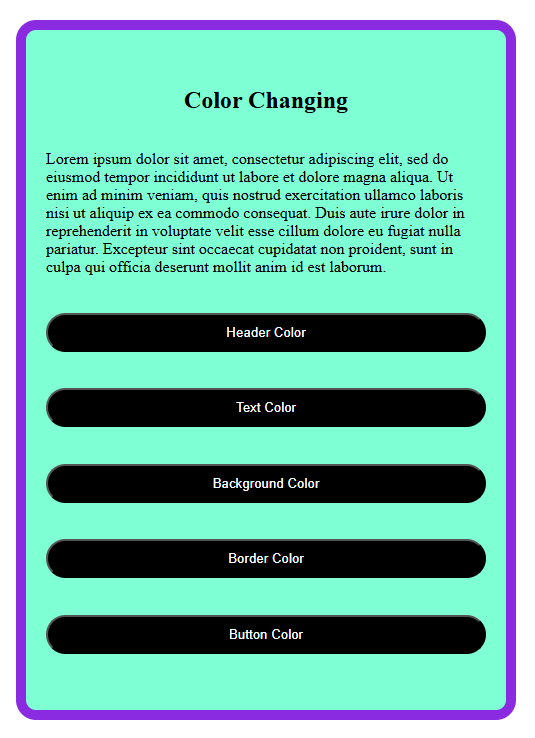 Color Changing
Lorem ipsum dolor sit amet, consectetur adipiscing elit, sed do
eiusmod tempor incididunt ut labore et dolore magna aliqua. Ut
enim ad minim veniam, quis nostrud exercitation ullamco laboris
nisi ut aliquip ex ea commodo consequat. Duis aute irure dolor in
reprehenderit in voluptate velit esse cillum dolore eu fugiat nulla
pariatur. Excepteur sint occaecat cupidatat non proident, sunt in
culpa qui officia deserunt mollit anim id est laborum.
Header Color
Text Color
Background Color
Border Color
Button Color